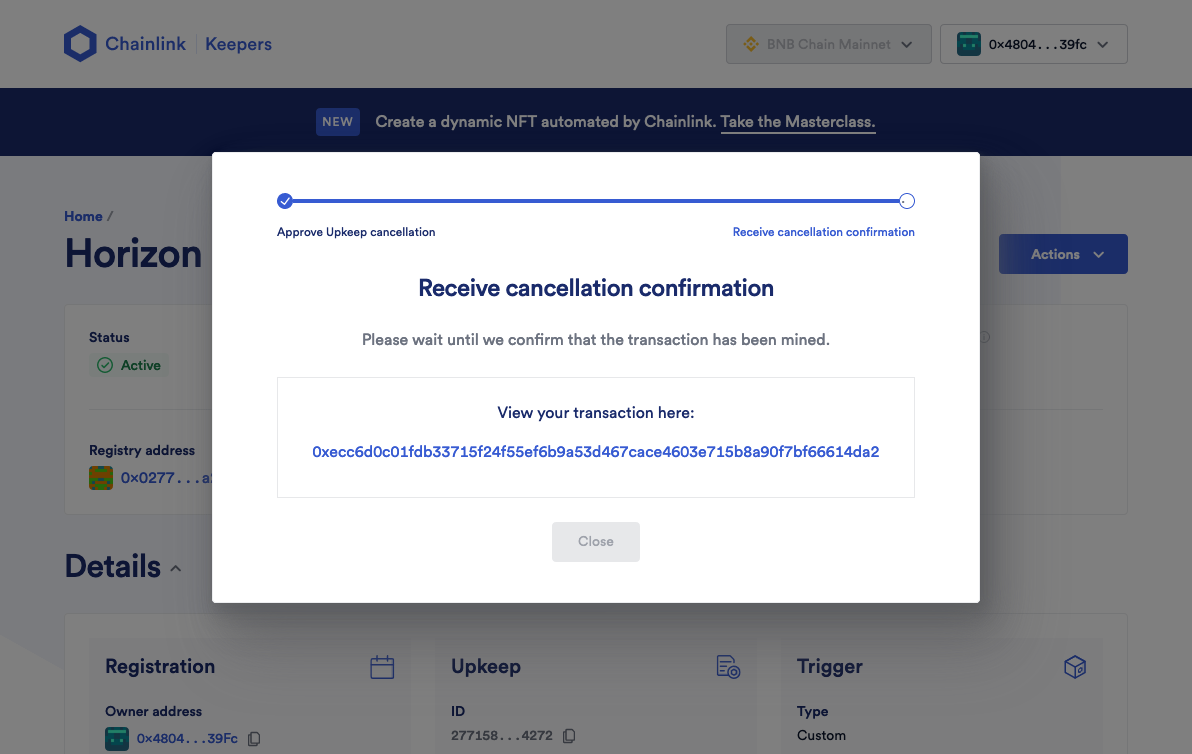 Chainlink Keepers
BNB Chain Mainnet
0x4804...39fc
NEW Create a dynamic NFT automated by Chainlink. Take the Masterclass.
Home /
Horizon
Actions
Approve Upkeep cancellation
Receive cancellation confirmation
Receive cancellation confirmation
Please wait until we confirm that the transaction has been mined.
View your transaction here:
0xecc6d0c01fdb33715f24f55ef6b9a53d467cace4603e715b8a90f7bf66614da2
Close
Status
Active
Registry address
0x0277...a
Details
Registration
Owner address
0x4804...39Fc
Upkeep
ID
277158...4272
Trigger
Type
Custom